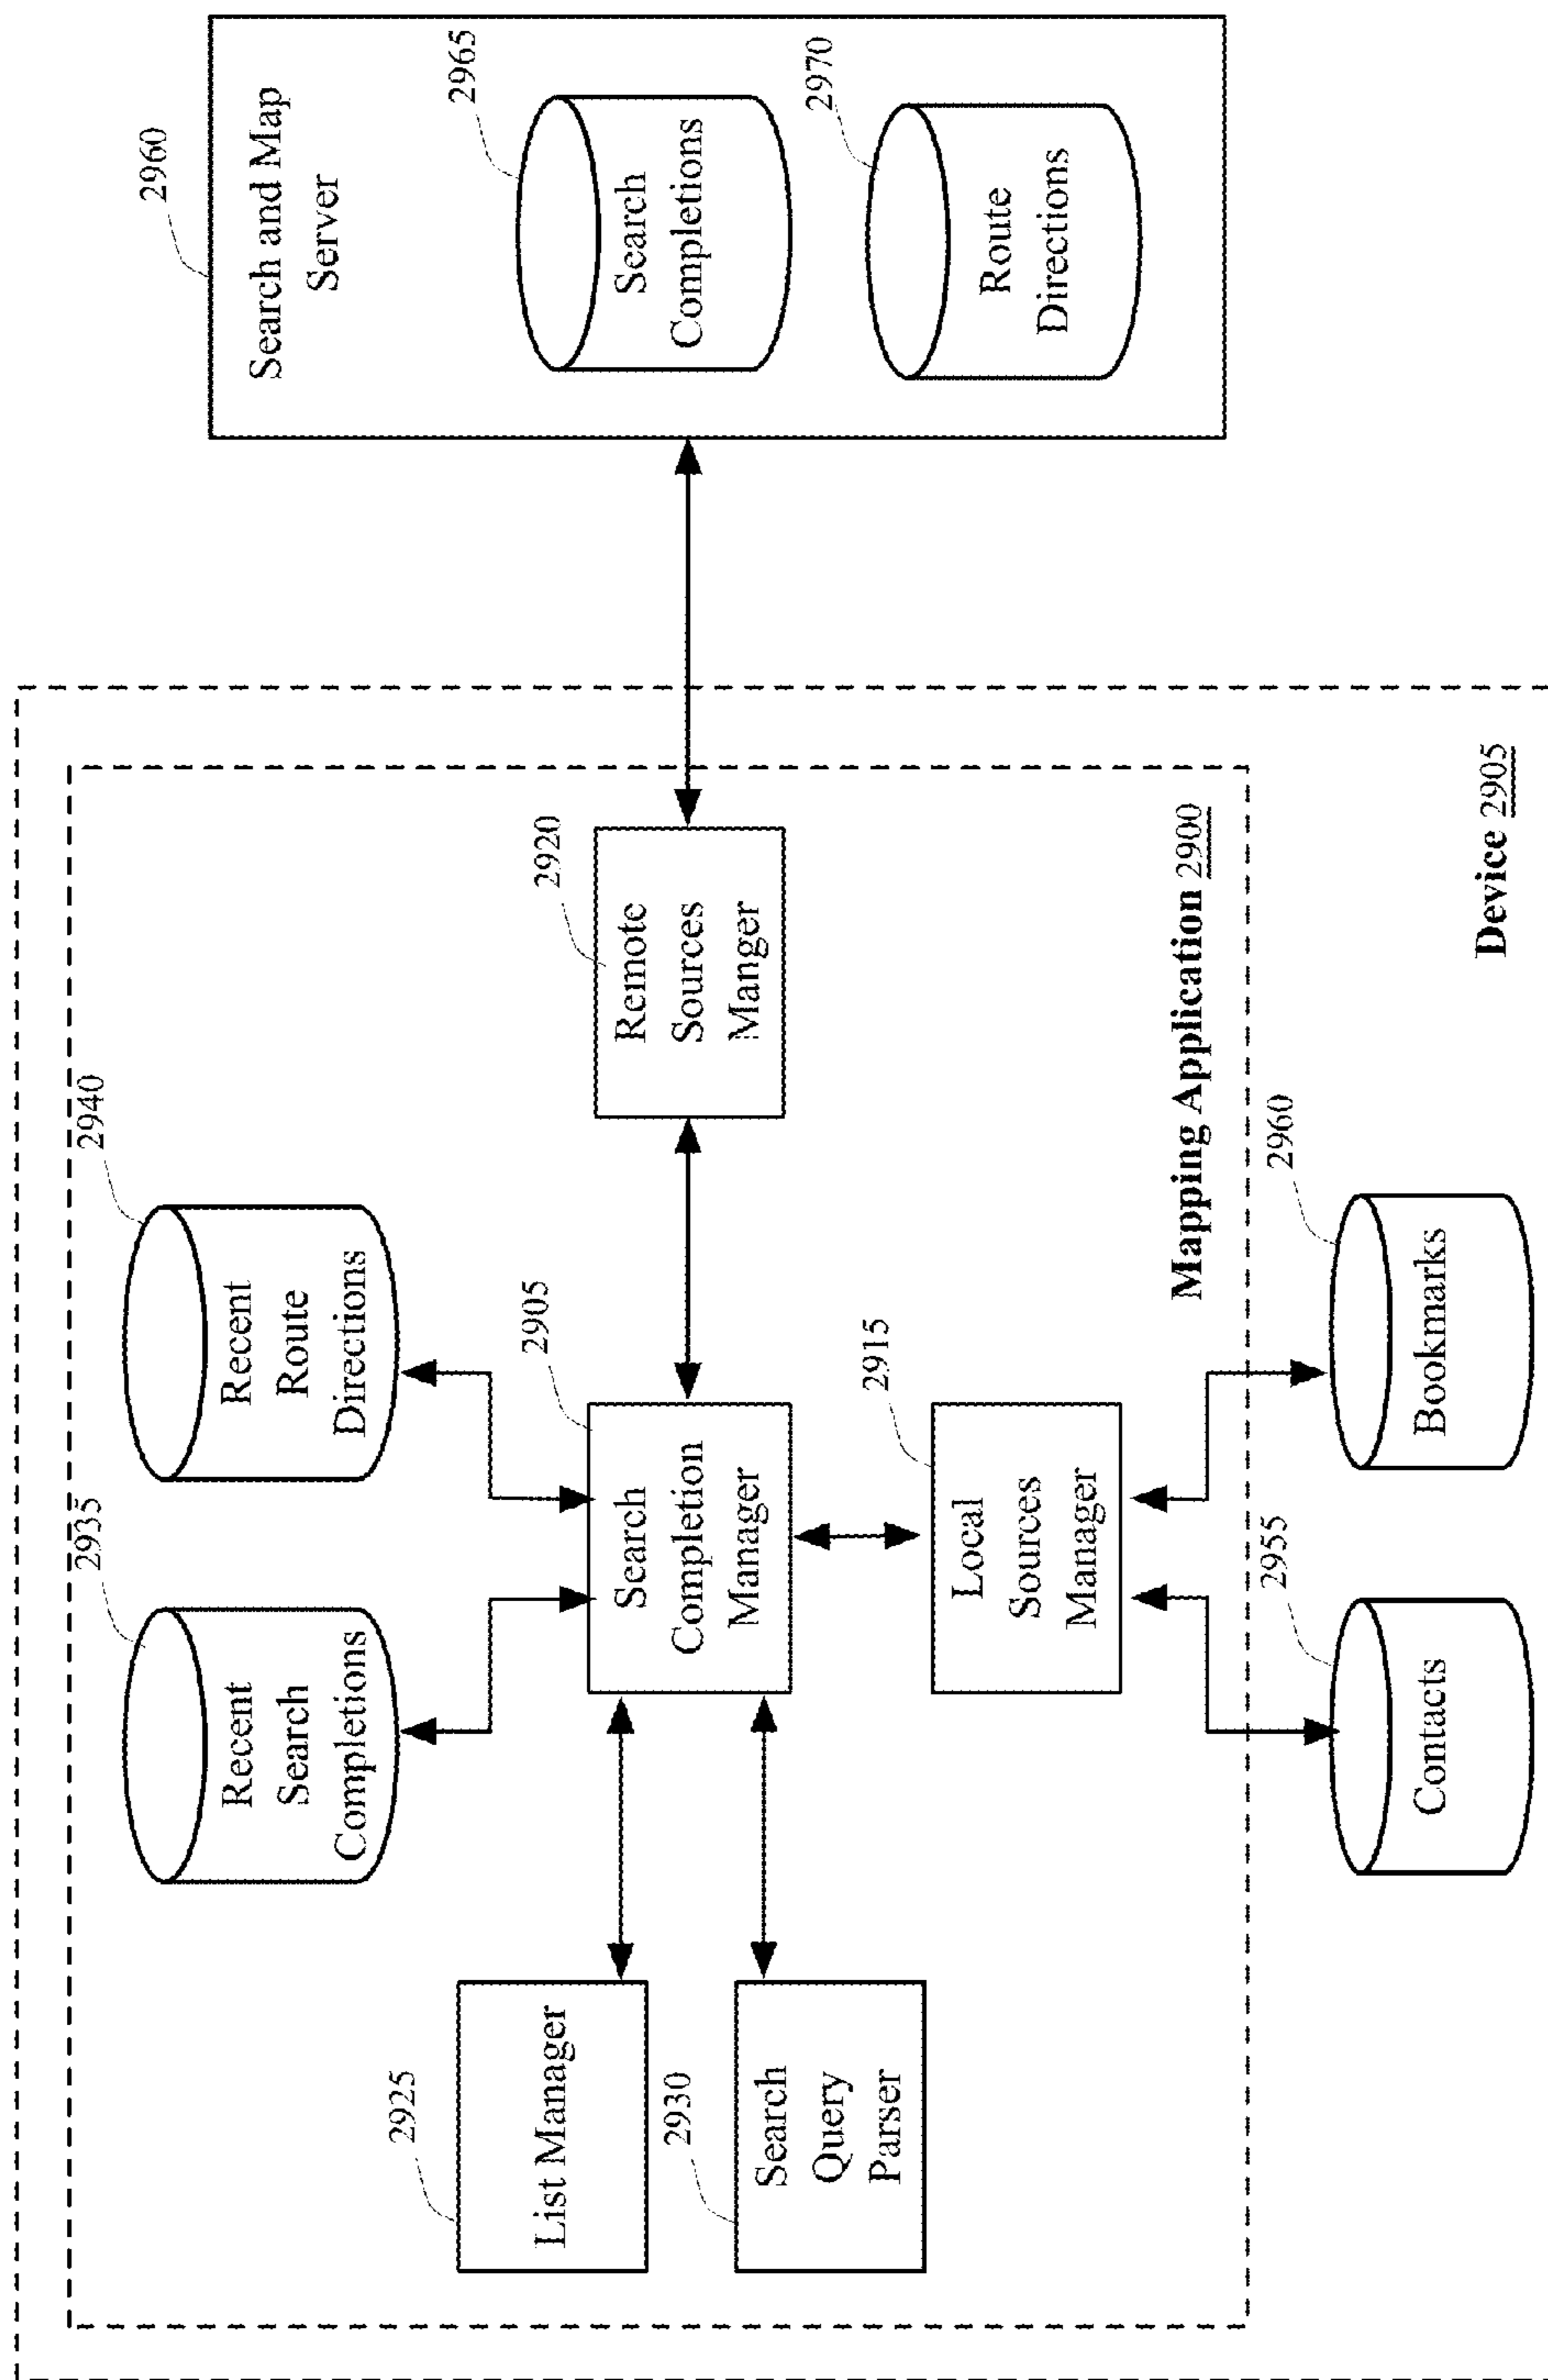 2960
Search and Map
Server
2965
Search
Completions
2970
Route
Directions
2935
Recent
Search
Completions
2940
Recent
Route
Directions
2925
List Manager
2905
Search
Completion
Manager
2920
Remote
Sources
Manger
2930
Search
Query
Parser
2915
Local
Sources
Manager
Mapping Application 2900
2955
Contacts
2960
Bookmarks
Device 2905